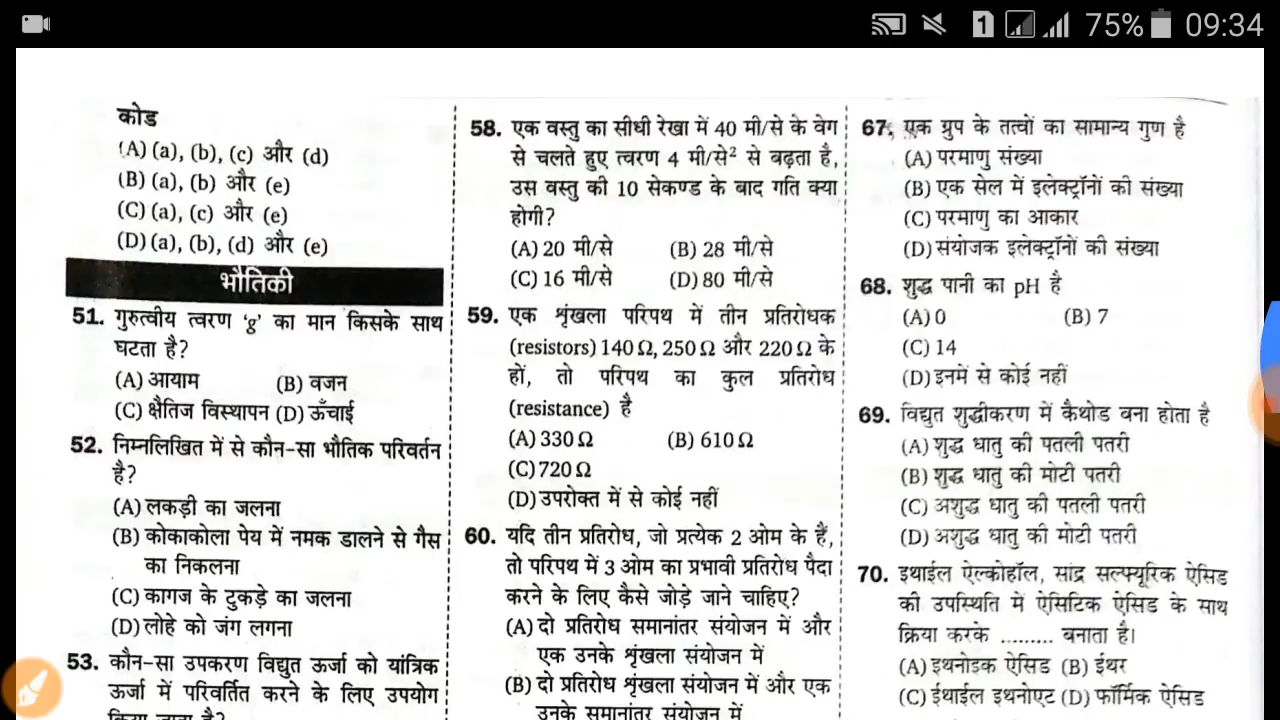 75% 09:34
कोड
(A) (a), (b), (c) और (d)
(B) (a), (b) और (e)
(C) (a), (c) और (e)
(D) (a), (b), (d) और (e)
भौतिकी
51. गुरुत्वीय त्वरण ‘g’ का मान किसके साथ
घटता है?
(A) आयाम (B) वजन
(C) क्षैतिज विस्थापन (D) ऊँचाई
52. निम्नलिखित में से कौन-सा भौतिक परिवर्तन
है?
(A) लकड़ी का जलना
(B) कोकाकोला पेय में नमक डालने से गैस
का निकलना
(C) कागज के टुकड़े का जलना
(D) लोहे को जंग लगना
53. कौन-सा उपकरण विद्युत ऊर्जा को यांत्रिक
ऊर्जा में परिवर्तित करने के लिए उपयोग
किया जाता है?
58. एक वस्तु का सीधी रेखा में 40 मी/से के वेग
से चलते हुए त्वरण 4 मी/से² से बढ़ता है,
उस वस्तु की 10 सेकण्ड के बाद गति क्या
होगी?
(A) 20 मी/से (B) 28 मी/से
(C) 16 मी/से (D) 80 मी/से
59. एक शृंखला परिपथ में तीन प्रतिरोधक
(resistors) 140 Ω, 250 Ω और 220 Ω के
हों, तो परिपथ का कुल प्रतिरोध
(resistance) है
(A) 330 Ω (B) 610 Ω
(C) 720 Ω
(D) उपरोक्त में से कोई नहीं
60. यदि तीन प्रतिरोध, जो प्रत्येक 2 ओम के हैं,
तो परिपथ में 3 ओम का प्रभावी प्रतिरोध पैदा
करने के लिए कैसे जोड़े जाने चाहिए?
(A) दो प्रतिरोध समानांतर संयोजन में और
एक उनके शृंखला संयोजन में
(B) दो प्रतिरोध शृंखला संयोजन में और एक
उनके समानांतर संयोजन में
67. एक ग्रुप के तत्वों का सामान्य गुण है
(A) परमाणु संख्या
(B) एक सेल में इलेक्ट्रॉनों की संख्या
(C) परमाणु का आकार
(D) संयोजक इलेक्ट्रॉनों की संख्या
68. शुद्ध पानी का pH है
(A) 0 (B) 7
(C) 14
(D) इनमें से कोई नहीं
69. विद्युत शुद्धीकरण में कैथोड बना होता है
(A) शुद्ध धातु की पतली पतरी
(B) शुद्ध धातु की मोटी पतरी
(C) अशुद्ध धातु की पतली पतरी
(D) अशुद्ध धातु की मोटी पतरी
70. इथाईल ऐल्कोहॉल, सांद्र सल्फ्यूरिक ऐसिड
की उपस्थिति में ऐसिटिक ऐसिड के साथ
क्रिया करके ......... बनाता है।
(A) इथनोइक ऐसिड (B) ईथर
(C) ईथाईल इथनोएट (D) फॉर्मिक ऐसिड